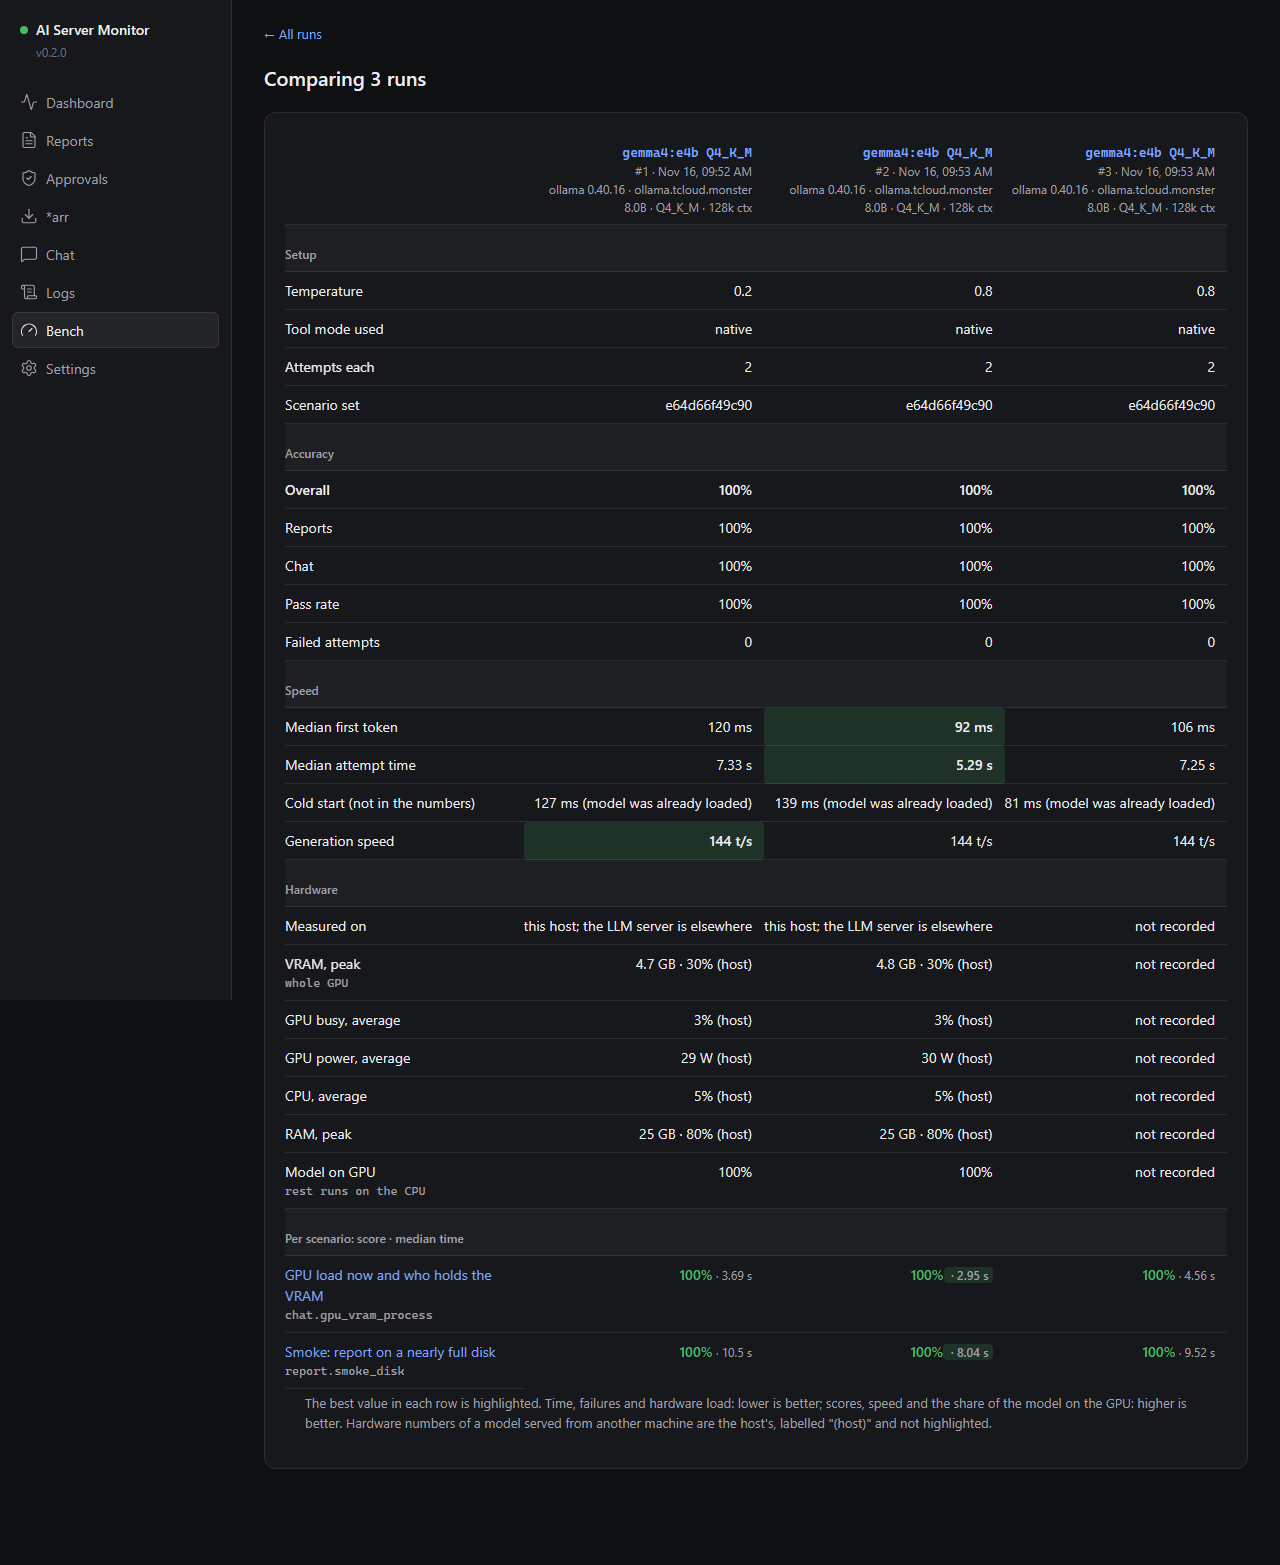 AI Server Monitor
v0.2.0
Dashboard
Reports
Approvals
*arr
Chat
Logs
Bench
Settings
← All runs
Comparing 3 runs
gemma4:e4b Q4_K_M gemma4:e4b Q4_K_M gemma4:e4b Q4_K_M
#1 · Nov 16, 09:52 AM #2 · Nov 16, 09:53 AM #3 · Nov 16, 09:53 AM
ollama 0.40.16 · ollama.tcloud.monster ollama 0.40.16 · ollama.tcloud.monster ollama 0.40.16 · ollama.tcloud.monster
8.0B · Q4_K_M · 128k ctx 8.0B · Q4_K_M · 128k ctx 8.0B · Q4_K_M · 128k ctx
Setup
Temperature 0.2 0.8 0.8
Tool mode used native native native
Attempts each 2 2 2
Scenario set e64d66f49c90 e64d66f49c90 e64d66f49c90
Accuracy
Overall 100% 100% 100%
Reports 100% 100% 100%
Chat 100% 100% 100%
Pass rate 100% 100% 100%
Failed attempts 0 0 0
Speed
Median first token 120 ms 92 ms 106 ms
Median attempt time 7.33 s 5.29 s 7.25 s
Cold start (not in the numbers) 127 ms (model was already loaded) 139 ms (model was already loaded) 81 ms (model was already loaded)
Generation speed 144 t/s 144 t/s 144 t/s
Hardware
Measured on this host; the LLM server is elsewhere this host; the LLM server is elsewhere not recorded
VRAM, peak 4.7 GB · 30% (host) 4.8 GB · 30% (host) not recorded
whole GPU
GPU busy, average 3% (host) 3% (host) not recorded
GPU power, average 29 W (host) 30 W (host) not recorded
CPU, average 5% (host) 5% (host) not recorded
RAM, peak 25 GB · 80% (host) 25 GB · 80% (host) not recorded
Model on GPU 100% 100% not recorded
rest runs on the CPU
Per scenario: score · median time
GPU load now and who holds the 100% · 3.69 s 100% · 2.95 s 100% · 4.56 s
VRAM
chat.gpu_vram_process
Smoke: report on a nearly full disk 100% · 10.5 s 100% · 8.04 s 100% · 9.52 s
report.smoke_disk
The best value in each row is highlighted. Time, failures and hardware load: lower is better; scores, speed and the share of the model on the GPU: higher is
better. Hardware numbers of a model served from another machine are the host's, labelled "(host)" and not highlighted.